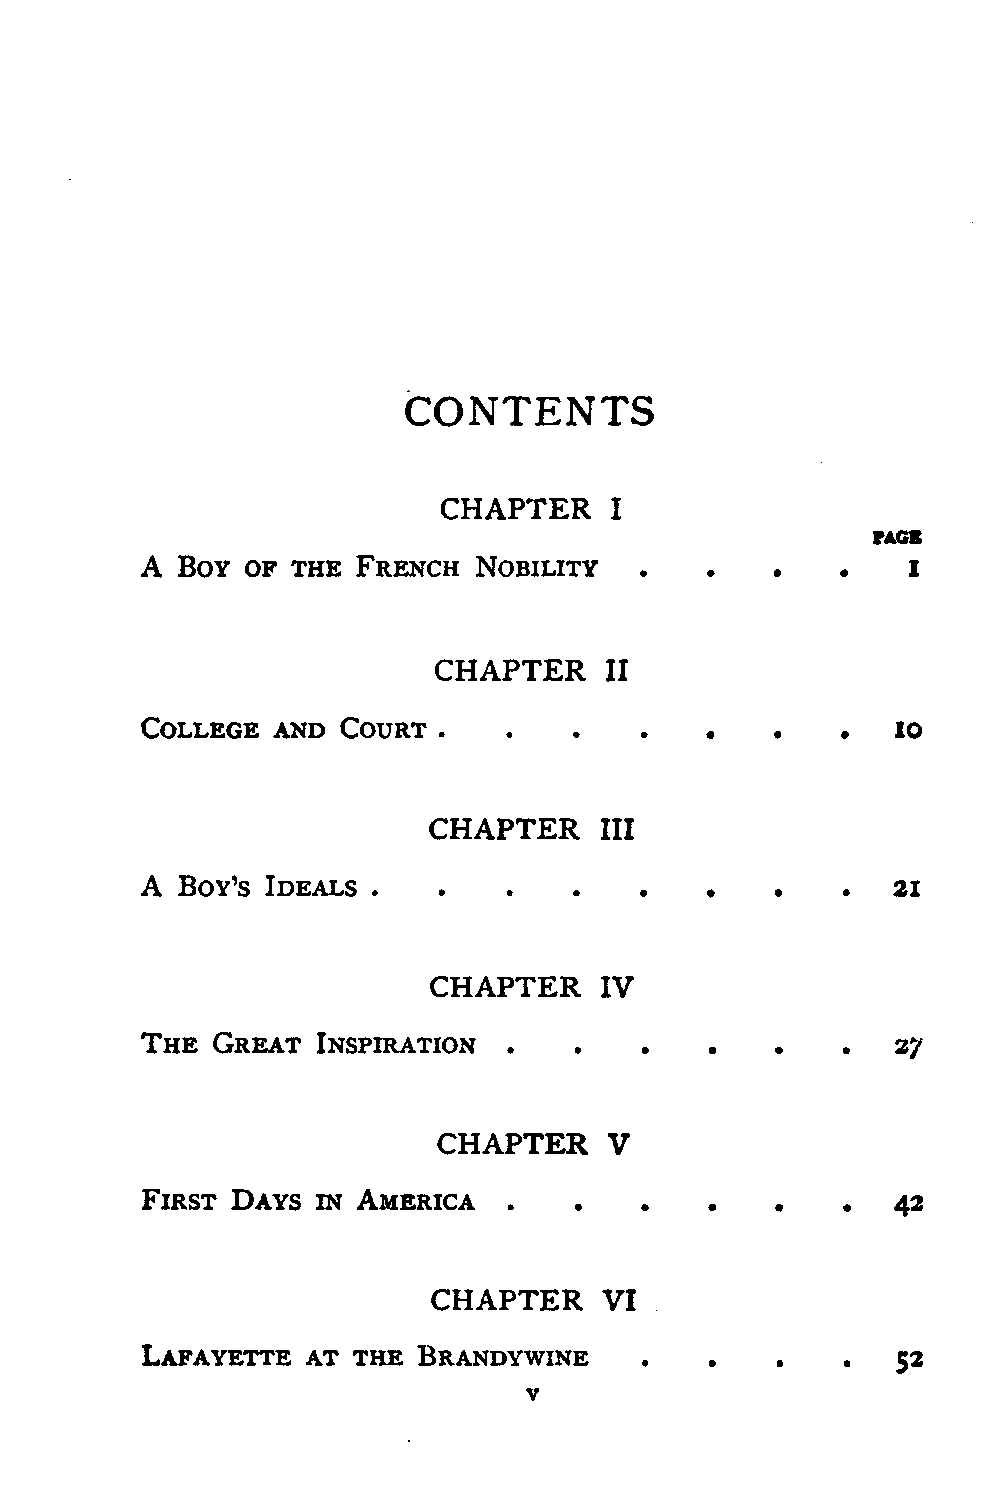 CONTENTS
CHAPTER I
PAGE
A Boy of the French Nobility . . . . 1
CHAPTER II
College and Court . . . . . . . 10
CHAPTER III
A Boy's Ideals . . . . . . . . 21
CHAPTER IV
The Great Inspiration . . . . . . 27
CHAPTER V
First Days in America . . . . . . 42
CHAPTER VI
Lafayette at the Brandywine . . . . 52
v